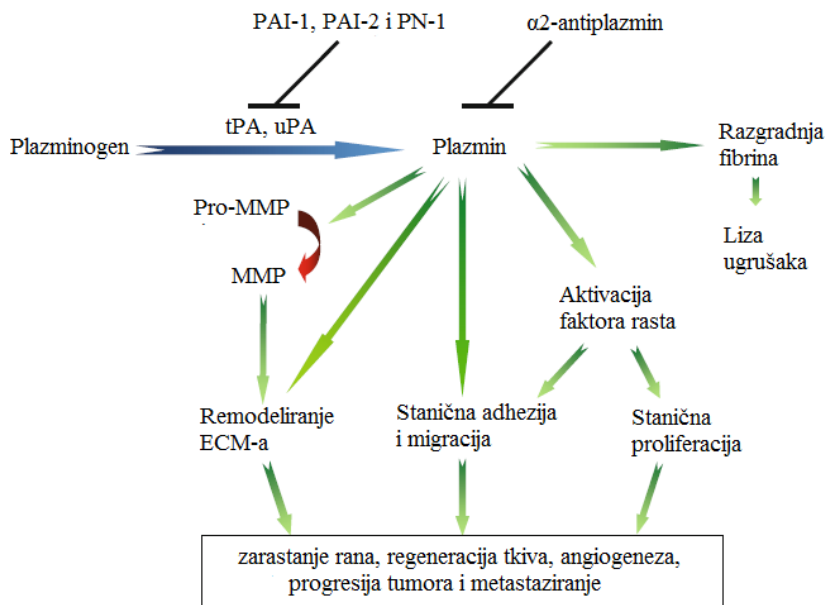 PAI-1, PAI-2 i PN-1
α2-antiplazmin
tPA, uPA
Plazminogen
Plazmin
Razgradnja
fibrina
Pro-MMP
MMP
Liza
ugrušaka
Aktivacija
faktora rasta
Remodeliranje
ECM-a
Stanična adhezija
i migracija
Stanična
proliferacija
zarastanje rana, regeneracija tkiva, angiogeneza,
progresija tumora i metastaziranje